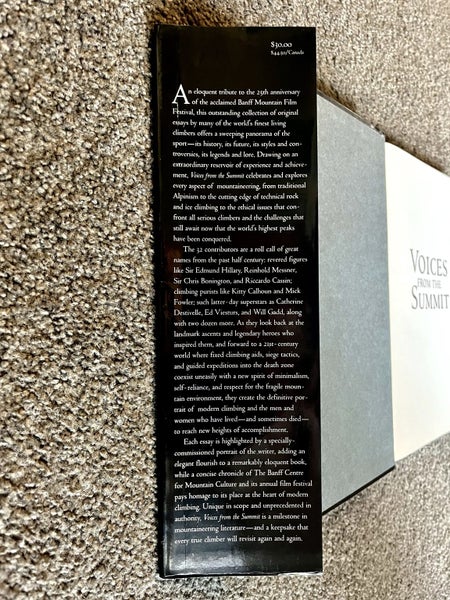 $30.00
$44.50/Canada
An eloquent tribute to the 25th anniversary
of the acclaimed Banff Mountain Film
Festival, this outstanding collection of original
essays by many of the world's finest living
climbers offers a sweeping panorama of the
sport—its history, its future, its styles and con-
troversies, its legends and lore. Drawing on an
extraordinary reservoir of experience and achieve-
ment, Voices from the Summit celebrates and explores
every aspect of mountaineering, from traditional
Alpinism to the cutting edge of technical rock
and ice climbing to the ethical issues that con-
front all serious climbers and the challenges that
still await now that the world's highest peaks
have been conquered.
The 32 contributors are a roll call of great
names from the past half century: revered figures
like Sir Edmund Hillary, Reinhold Messner,
Sir Chris Bonington, and Riccardo Cassin;
climbing purists like Kitty Calhoun and Mick
Fowler; such latter-day superstars as Catherine
Destivelle, Ed Viesturs, and Will Gadd, along
with two dozen more. As they look back at the
landmark ascents and legendary heroes who
inspired them, and forward to a 21st-century
world where fixed climbing aids, siege tactics,
and guided expeditions into the death zone
coexist uneasily with a new spirit of minimalism,
self-reliance, and respect for the fragile moun-
tain environment, they create the definitive por-
trait of modern climbing and the men and
women who have lived—and sometimes died—
to reach new heights of accomplishment.
Each essay is highlighted by a specially-
commissioned portrait of the writer, adding an
elegant flourish to a remarkably eloquent book,
while a concise chronicle of The Banff Centre
for Mountain Culture and its annual film festival
pays homage to its place at the heart of modern
climbing. Unique in scope and unprecedented in
authority, Voices from the Summit is a milestone in
mountaineering literature—and a keepsake that
every true climber will revisit again and again.
VOICES
FROM THE
SUMMIT